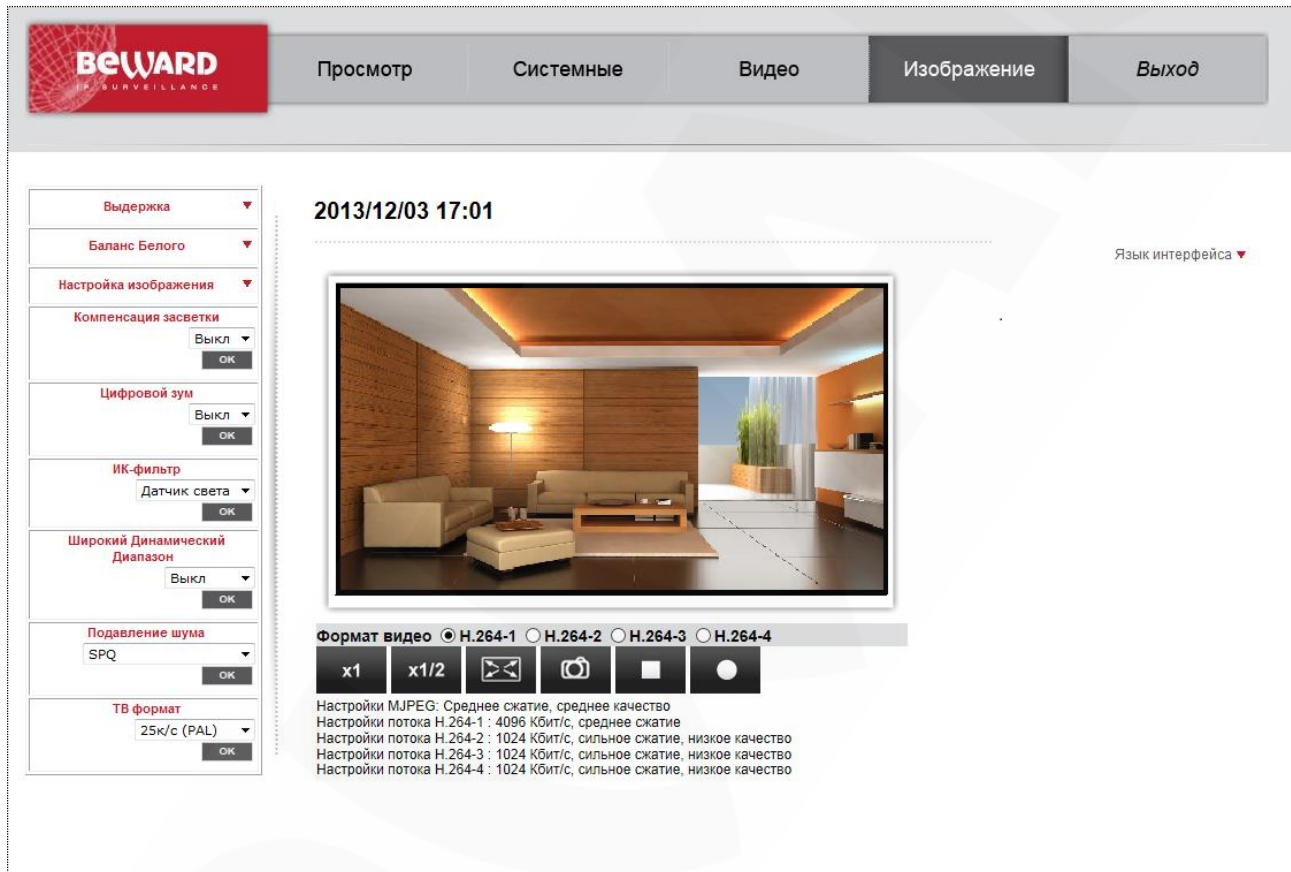 BEWARD
IP SURVEILLANCE
Просмотр
Системные
Видео
Изображение
Выход
2013/12/03 17:01
Язык интерфейса
Выдержка
Баланс Белого
Настройка изображения
Компенсация засветки
Выкл
OK
Цифровой зум
Выкл
OK
ИК-фильтр
Датчик света
OK
Широкий Динамический
Диапазон
Выкл
OK
Подавление шума
SPQ
OK
ТВ формат
25к/с (PAL)
OK
Формат видео H.264-1 H.264-2 H.264-3 H.264-4
x1
x1/2
Настройки MJPEG: Среднее сжатие, среднее качество
Настройки потока H.264-1 : 4096 Кбит/с, среднее сжатие
Настройки потока H.264-2 : 1024 Кбит/с, сильное сжатие, низкое качество
Настройки потока H.264-3 : 1024 Кбит/с, сильное сжатие, низкое качество
Настройки потока H.264-4 : 1024 Кбит/с, сильное сжатие, низкое качество